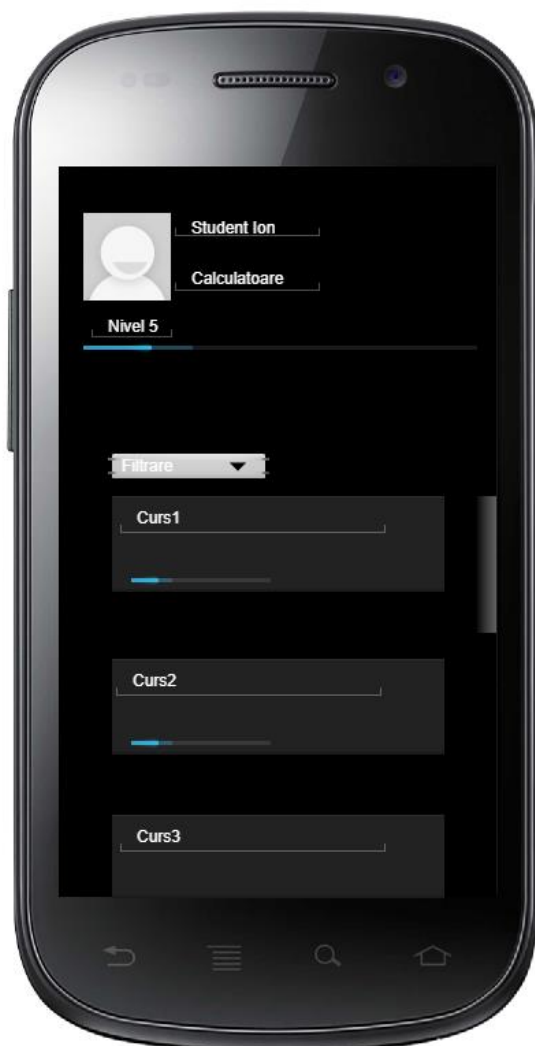 Student Ion
Calculatoare
Nivel 5
Filtrare
Curs1
Curs2
Curs3